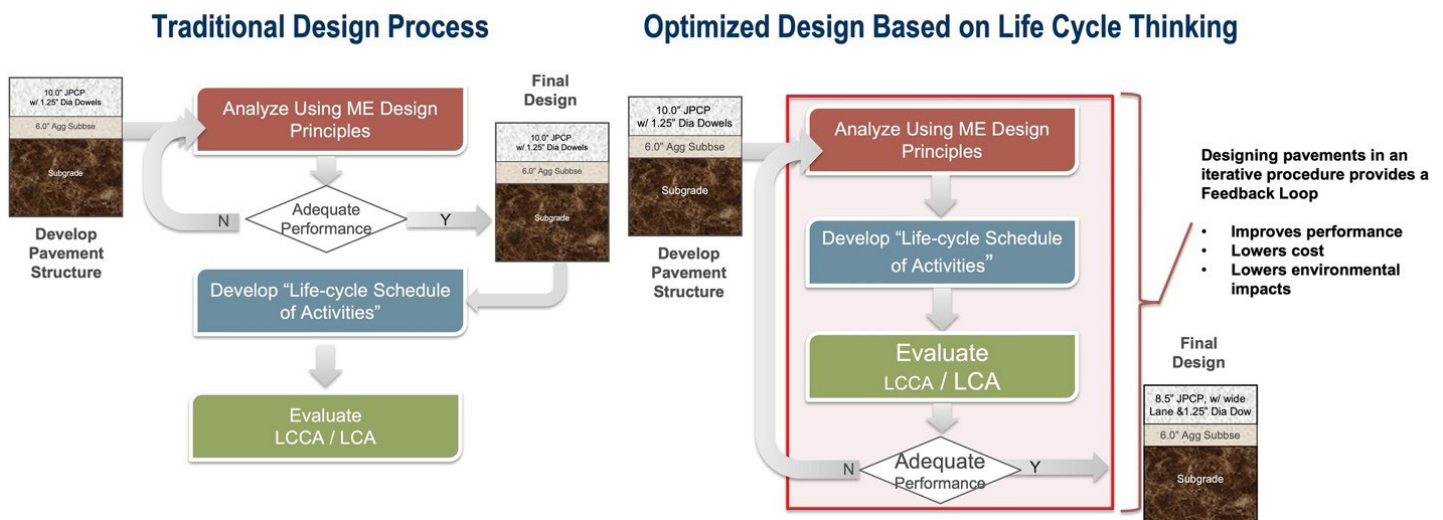 Traditional Design Process
10.0" JPCP
w/ 1.25" Dia Dowels
6.0" Agg Subbse
Subgrade
Develop
Pavement
Structure
Analyze Using ME Design
Principles
Adequate
Performance
N
Y
Final
Design
10.0" JPCP
w/ 1.25" Dia Dowels
6.0" Agg Subbse
Subgrade
Develop “Life-cycle Schedule
of Activities”
Evaluate
LCCA / LCA
Optimized Design Based on Life Cycle Thinking
10.0" JPCP
w/ 1.25" Dia Dowels
6.0" Agg Subbse
Subgrade
Develop
Pavement
Structure
Analyze Using ME Design
Principles
Develop “Life-cycle Schedule
of Activities”
Evaluate
LCCA / LCA
Adequate
Performance
N
Y
Designing pavements in an
iterative procedure provides a
Feedback Loop
• Improves performance
• Lowers cost
• Lowers environmental
impacts
Final
Design
8.5" JPCP, w/ wide
Lane &1.25" Dia Dow
6.0" Agg Subbse
Subgrade